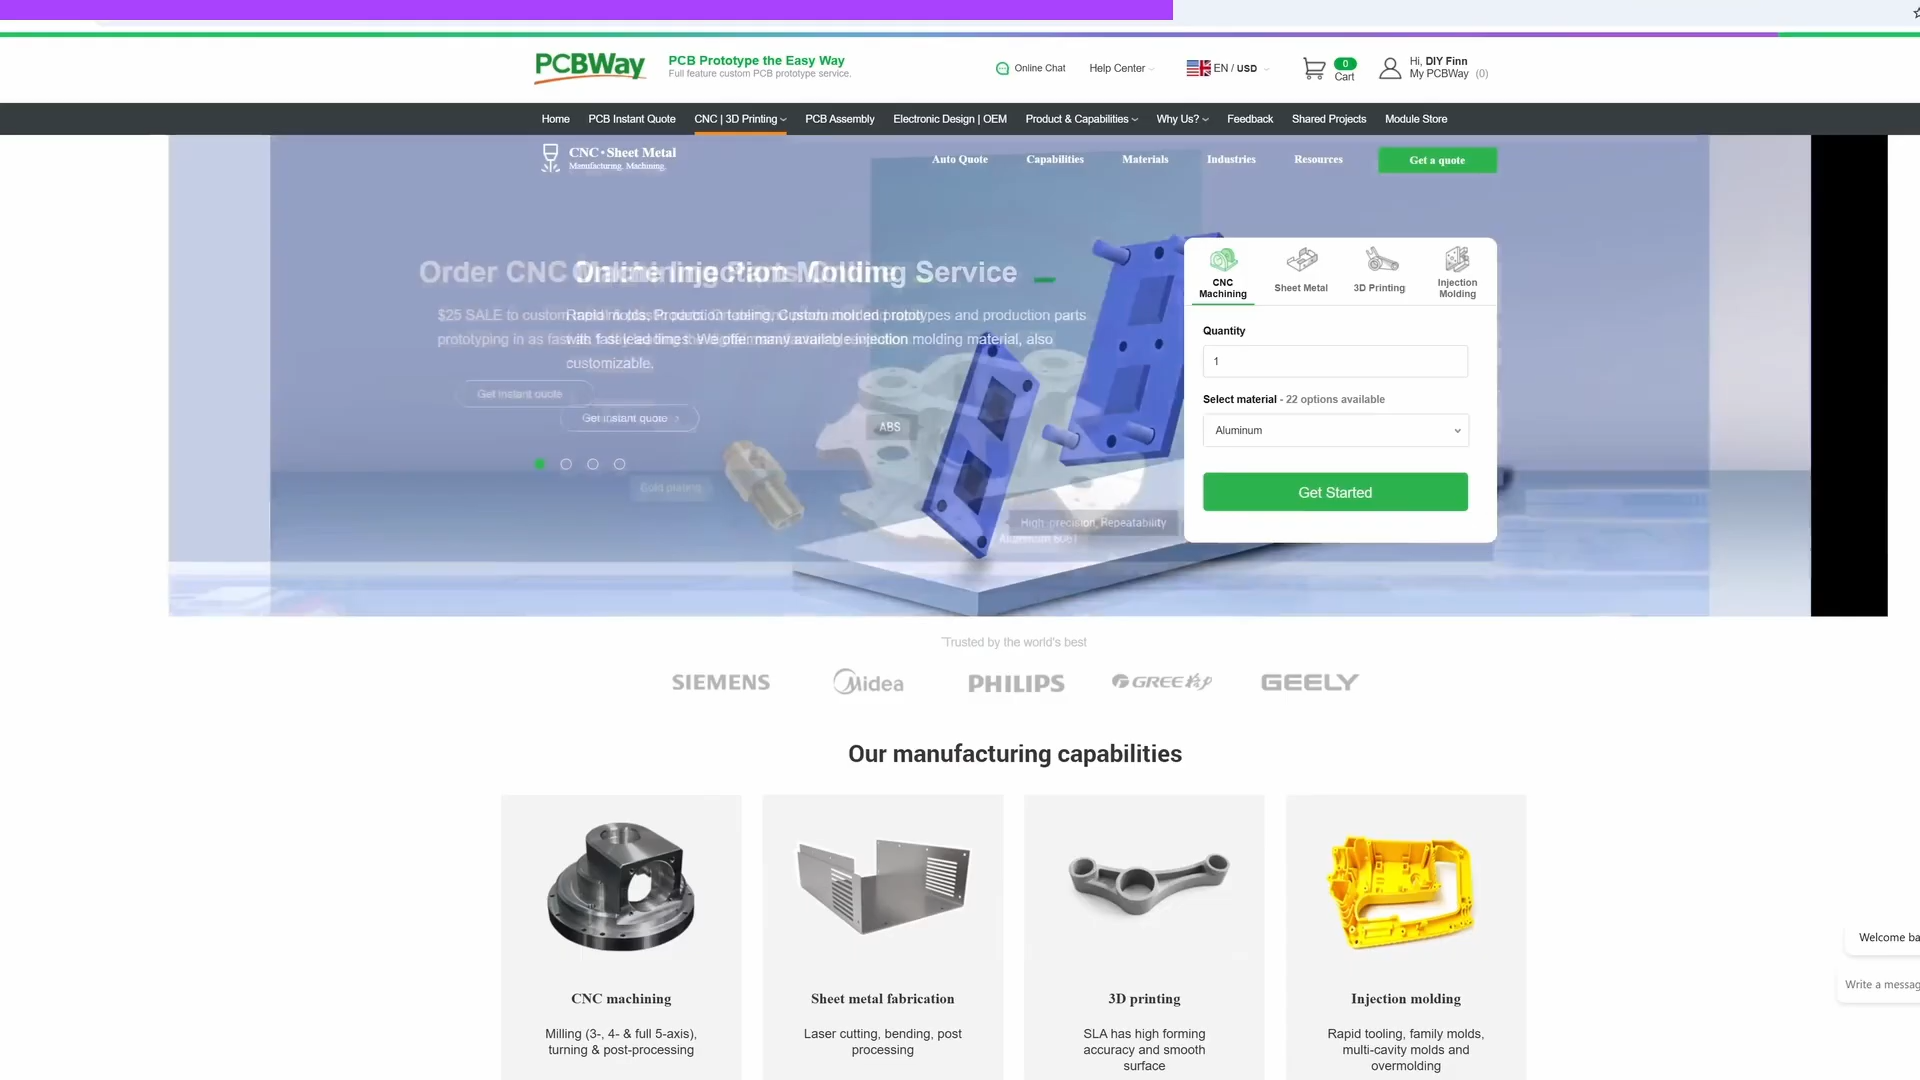 PCBWay
PCB Prototype the Easy Way
Full feature custom PCB prototype service.
Online Chat
Help Center
EN / USD
0
Cart
Hi, DIY Finn
My PCBWay (0)
Home
PCB Instant Quote
CNC | 3D Printing
PCB Assembly
Electronic Design | OEM
Product & Capabilities
Why Us?
Feedback
Shared Projects
Module Store
CNC • Sheet Metal
Manufacturing. Machining.
Auto Quote
Capabilities
Materials
Industries
Resources
Get a quote
Order CNC
Online Injection Molding Service
$25 SALE to custom
Rapid molds, Production tooling, Custom molded prototypes and production parts
prototyping in as fast
with fast lead times. We offer many available injection molding material, also
customizable.
Get instant quote
Get instant quote
ABS
Gold plating
High-precision, Repeatability
Aluminum 6061
CNC
Machining
Sheet Metal
3D Printing
Injection
Molding
Quantity
1
Select material - 22 options available
Aluminum
Get Started
"Trusted by the world's best
SIEMENS
Midea
PHILIPS
GREE格力
GEELY
Our manufacturing capabilities
CNC machining
Milling (3-, 4- & full 5-axis),
turning & post-processing
Sheet metal fabrication
Laser cutting, bending, post
processing
3D printing
SLA has high forming
accuracy and smooth
surface
Injection molding
Rapid tooling, family molds,
multi-cavity molds and
overmolding
Welcome ba
Write a messag